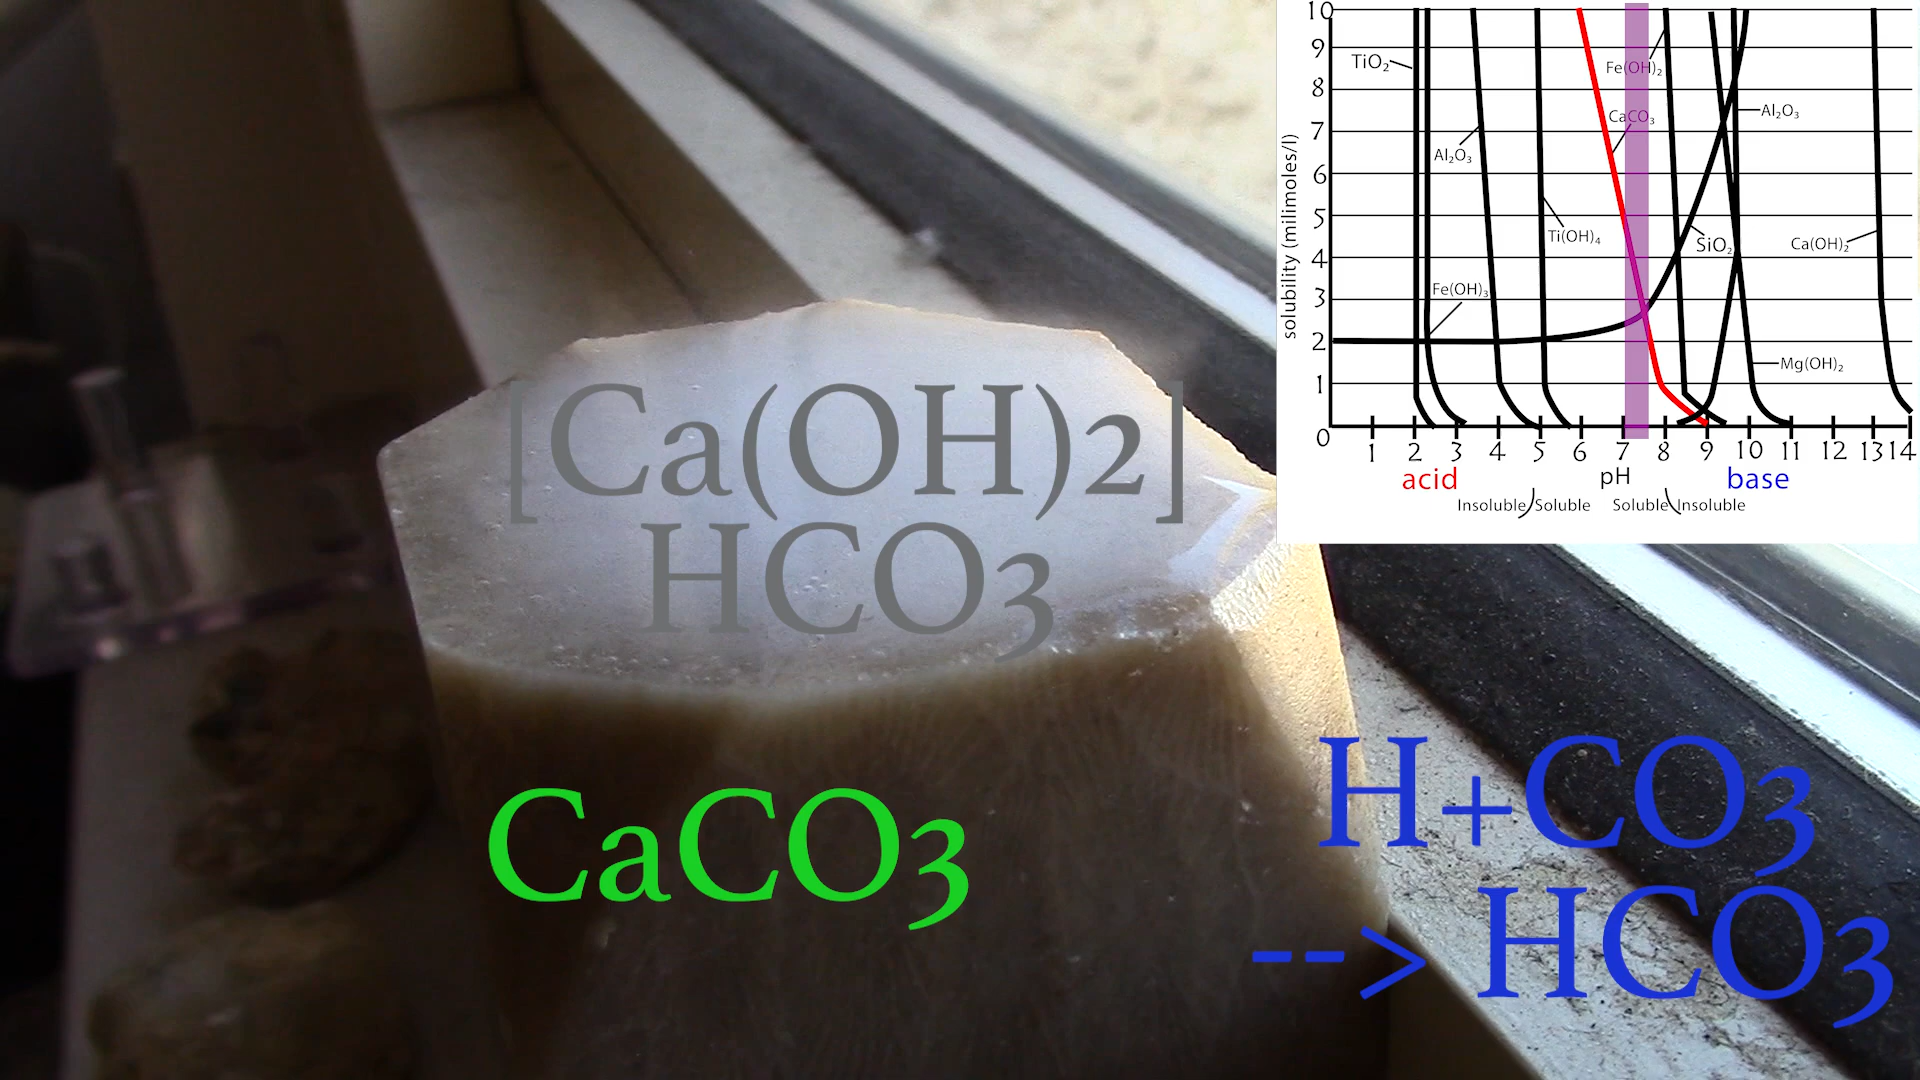 [Ca(OH)2]
HCO3
CaCO3
H+CO3
--> HCO3
solubility (milimoles/l)
10
9
8
7
6
5
4
3
2
1
0
TiO₂
Fe(OH)₂
CaCO₃
Al₂O₃
Al₂O₃
Ti(OH)₄
SiO₂
Ca(OH)₂
Fe(OH)₃
Mg(OH)₂
1 2 3 4 5 6 7 8 9 10 11 12 13 14
acid pH base
Insoluble Soluble Soluble Insoluble